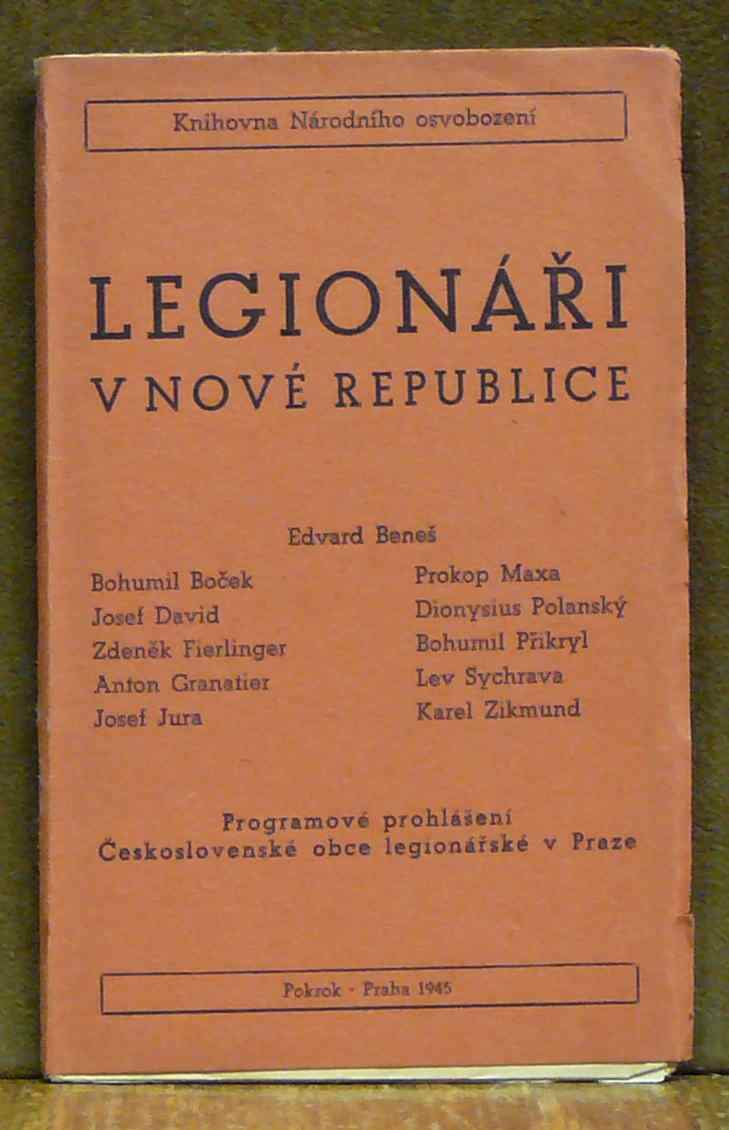 Knihovna Národního osvobození
LEGIONÁŘI
V NOVÉ REPUBLICE
Edvard Beneš
Bohumil Boček
Josef David
Zdeněk Fierlinger
Anton Granatier
Josef Jura
Prokop Maxa
Dionysius Polanský
Bohumil Přikryl
Lev Sychrava
Karel Zikmund
Programové prohlášení
Československé obce legionářské v Praze
Pokrok - Praha 1945